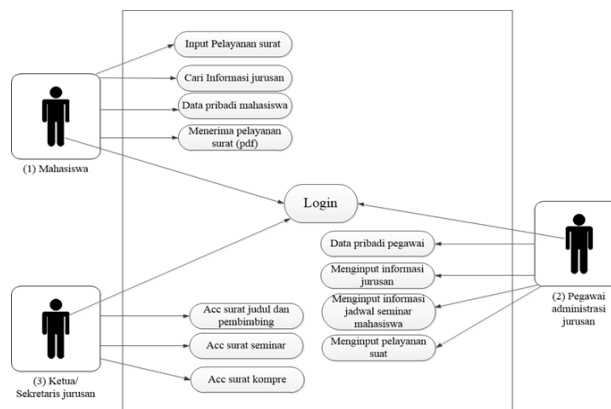 Input Pelayanan surat
Cari Informasi jurusan
Data pribadi mahasiswa
Menerima pelayanan
surat (pdf)
(1) Mahasiswa
Login
Data pribadi pegawai
Menginput informasi
jurusan
Menginput informasi
jadwal seminar
mahasiswa
Menginput pelayanan
suat
(2) Pegawai
administrasi
jurusan
Acc surat judul dan
pembimbing
Acc surat seminar
Acc surat kompre
(3) Ketua/
Sekretaris jurusan